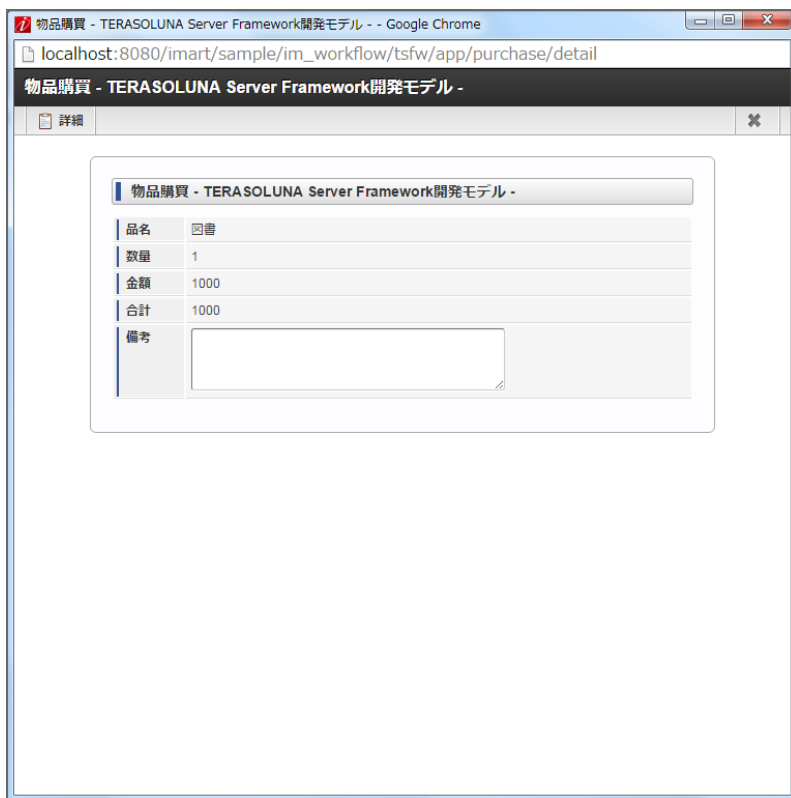 物品購買 - TERASOLUNA Server Framework開発モデル - - Google Chrome
localhost:8080/imart/sample/im_workflow/tsfw/app/purchase/detail
物品購買 - TERASOLUNA Server Framework開発モデル -
詳細
物品購買 - TERASOLUNA Server Framework開発モデル -
品名 図書
数量 1
金額 1000
合計 1000
備考